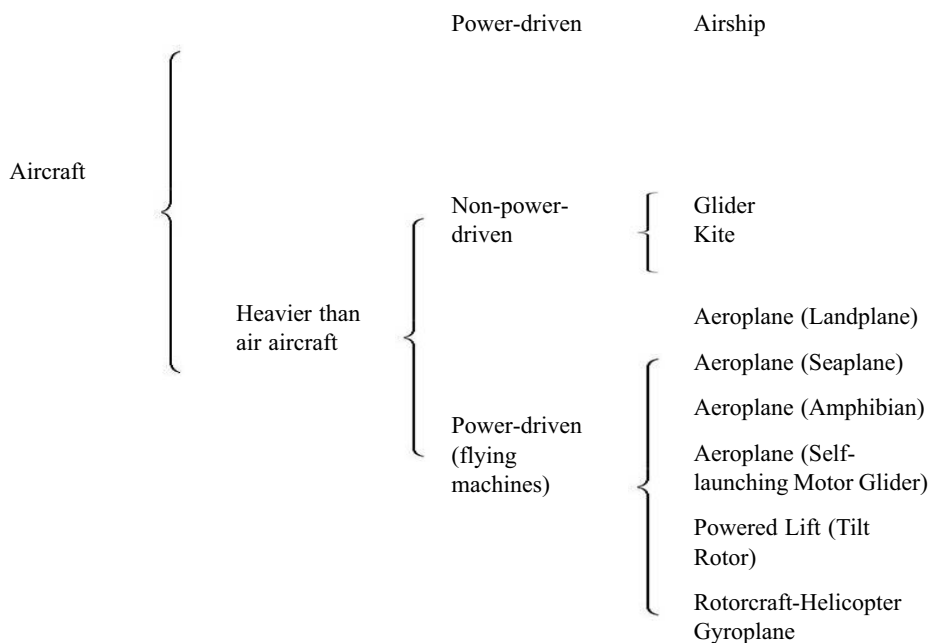 Power-driven Airship
Aircraft
Non-power-
driven
Glider
Kite
Heavier than
air aircraft
Aeroplane (Landplane)
Aeroplane (Seaplane)
Aeroplane (Amphibian)
Power-driven
(flying
machines)
Aeroplane (Self-
launching Motor Glider)
Powered Lift (Tilt
Rotor)
Rotorcraft-Helicopter
Gyroplane